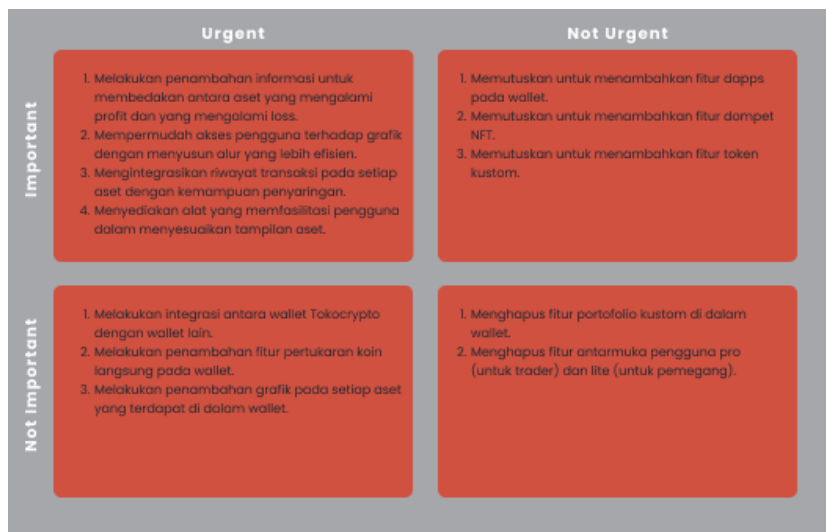 Urgent
Not Urgent
Important
1. Melakukan penambahan informasi untuk
membedakan antara aset yang mengalami
profit dan yang mengalami loss.
2. Mempermudah akses pengguna terhadap grafik
dengan menyusun alur yang lebih efisien.
3. Mengintegrasikan riwayat transaksi pada setiap
aset dengan kemampuan penyaringan.
4. Menyediakan alat yang memfasilitasi pengguna
dalam menyesuaikan tampilan aset.
1. Memutuskan untuk menambahkan fitur dapps
pada wallet.
2. Memutuskan untuk menambahkan fitur dompet
NFT.
3. Memutuskan untuk menambahkan fitur token
kustom.
Not Important
1. Melakukan integrasi antara wallet Tokocrypto
dengan wallet lain.
2. Melakukan penambahan fitur pertukaran koin
langsung pada wallet.
3. Melakukan penambahan grafik pada setiap aset
yang terdapat di dalam wallet.
1. Menghapus fitur portofolio kustom di dalam
wallet.
2. Menghapus fitur antarmuka pengguna pro
(untuk trader) dan lite (untuk pemegang).